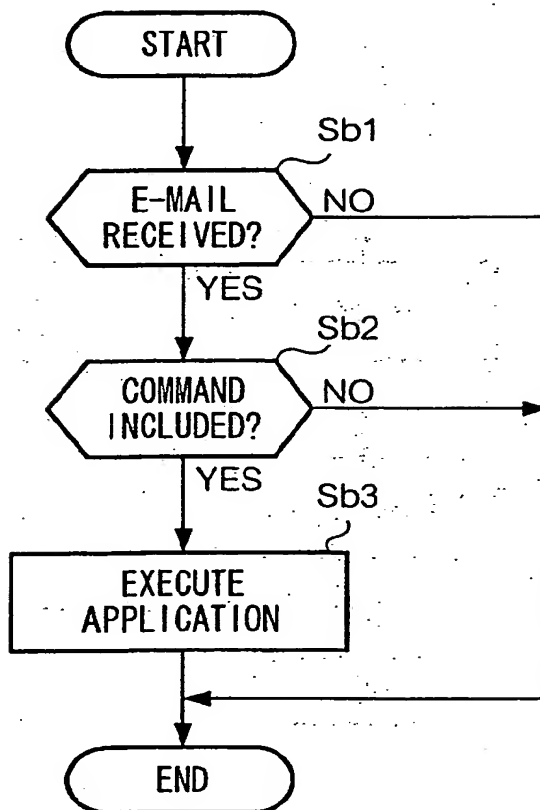 START
Sb1
E-MAIL
RECEIVED?
NO
YES
Sb2
COMMAND
INCLUDED?
NO
YES
Sb3
EXECUTE
APPLICATION
END